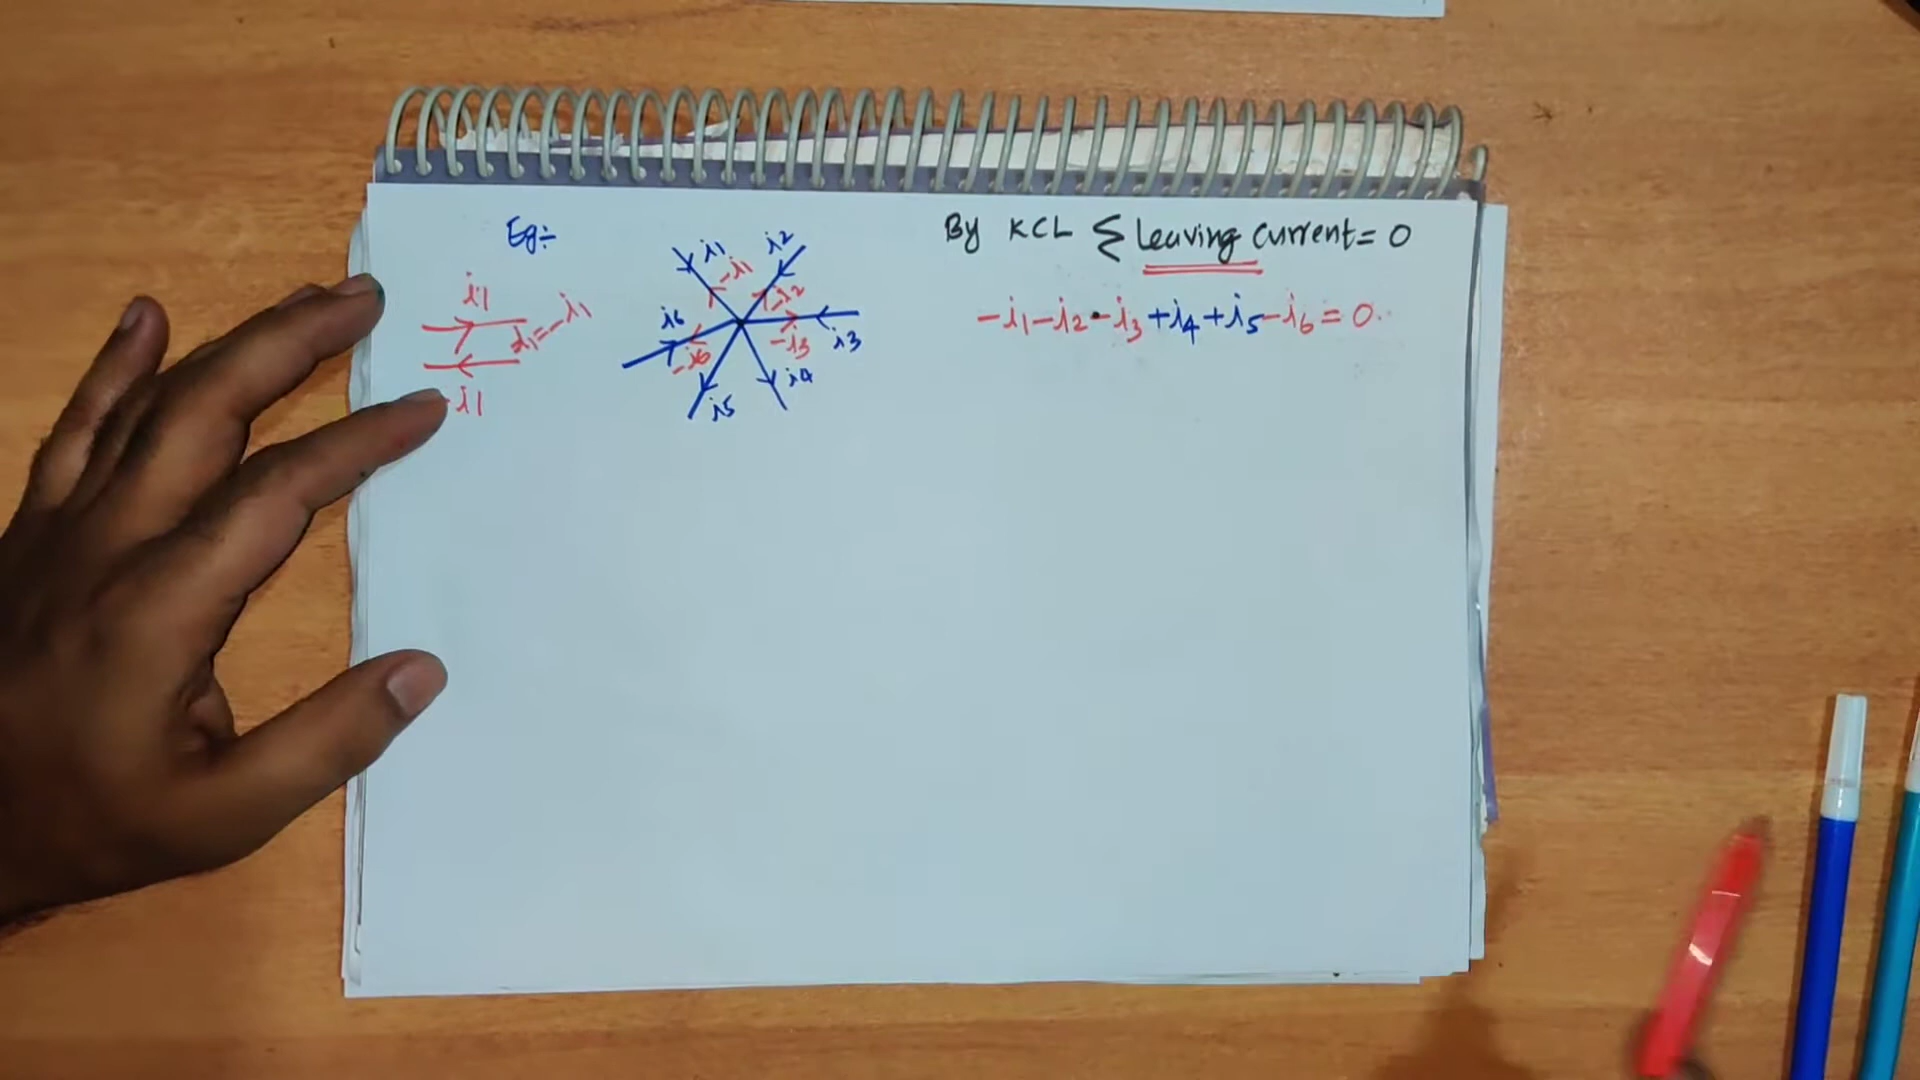 Eg:-
By KCL Σ Leaving Current = 0
i1
i1 = -i1
-i1
i1
-i1
i2
-i2
i6
-i6
-i3
i3
i4
i5
-i1-i2-i3+i4+i5-i6 = 0.